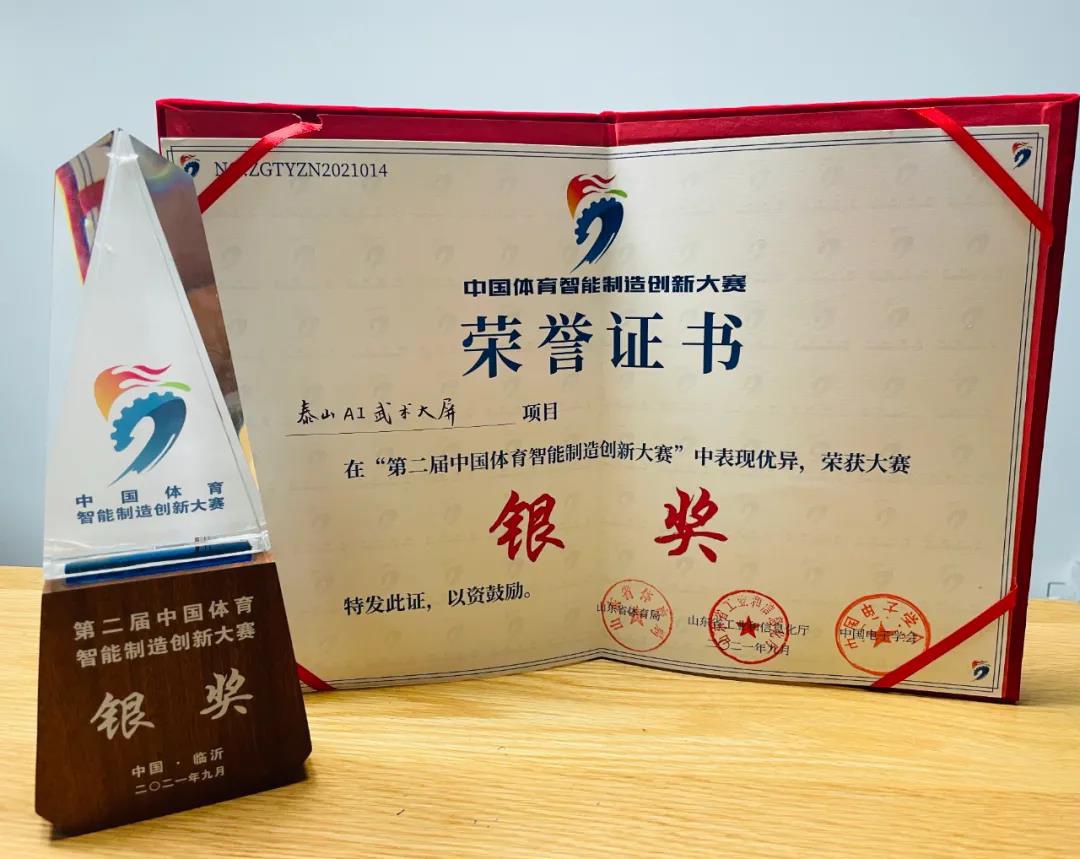 中国体育
智能制造创新大赛
第二届中国体育
智能制造创新大赛
银奖
中国·临沂
二〇二一年九月
NO.ZGTYZN2021014
中国体育智能制造创新大赛
荣誉证书
泰山AI武术大屏 项目
在“第二届中国体育智能制造创新大赛”中表现优异，荣获大赛
银 奖
特发此证，以资鼓励。
山东省体育局 山东省工业和信息化厅 中国电子学会
二〇二一年九月